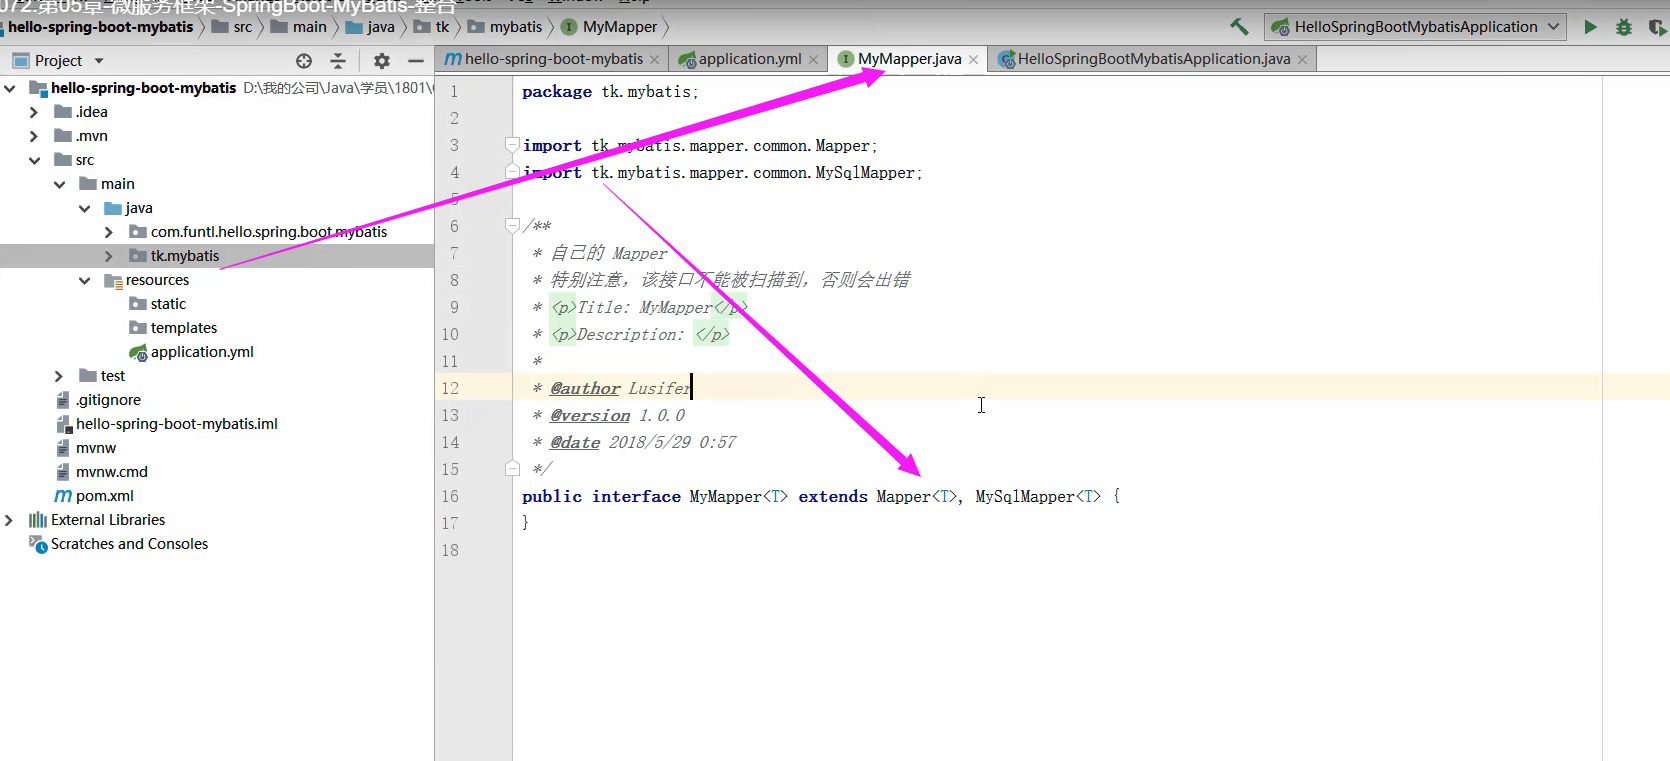 072.第05章-微服务框架-SpringBoot-MyBatis-整合
hello-spring-boot-mybatis src main java tk mybatis MyMapper
HelloSpringBootMybatisApplication
Project
hello-spring-boot-mybatis application.yml MyMapper.java HelloSpringBootMybatisApplication.java
hello-spring-boot-mybatis D:\我的公司\Java\学员\1801\
.idea
.mvn
src
main
java
com.funtl.hello.spring.boot.mybatis
tk.mybatis
resources
static
templates
application.yml
test
.gitignore
hello-spring-boot-mybatis.iml
mvnw
mvnw.cmd
pom.xml
External Libraries
Scratches and Consoles
1 package tk.mybatis;
2
3 import tk.mybatis.mapper.common.Mapper;
4 import tk.mybatis.mapper.common.MySqlMapper;
5
6 /**
7 * 自己的 Mapper
8 * 特别注意，该接口不能被扫描到，否则会出错
9 * <p>Title: MyMapper</p>
10 * <p>Description: </p>
11 *
12 * @author Lusifer
13 * @version 1.0.0
14 * @date 2018/5/29 0:57
15 */
16 public interface MyMapper<T> extends Mapper<T>, MySqlMapper<T> {
17 }
18